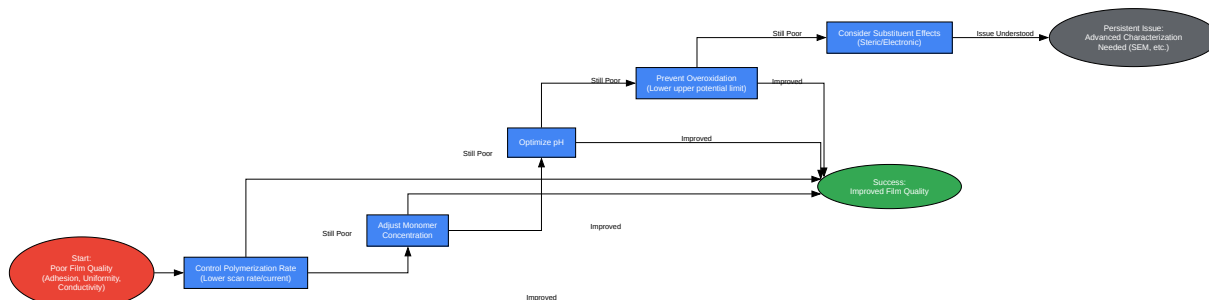 Start:
Poor Film Quality
(Adhesion, Uniformity,
Conductivity)
Control Polymerization Rate
(Lower scan rate/current)
Still Poor
Improved
Adjust Monomer
Concentration
Still Poor
Improved
Optimize pH
Still Poor
Improved
Prevent Overoxidation
(Lower upper potential limit)
Still Poor
Improved
Consider Substituent Effects
(Steric/Electronic)
Issue Understood
Persistent Issue:
Advanced Characterization
Needed (SEM, etc.)
Success:
Improved Film Quality